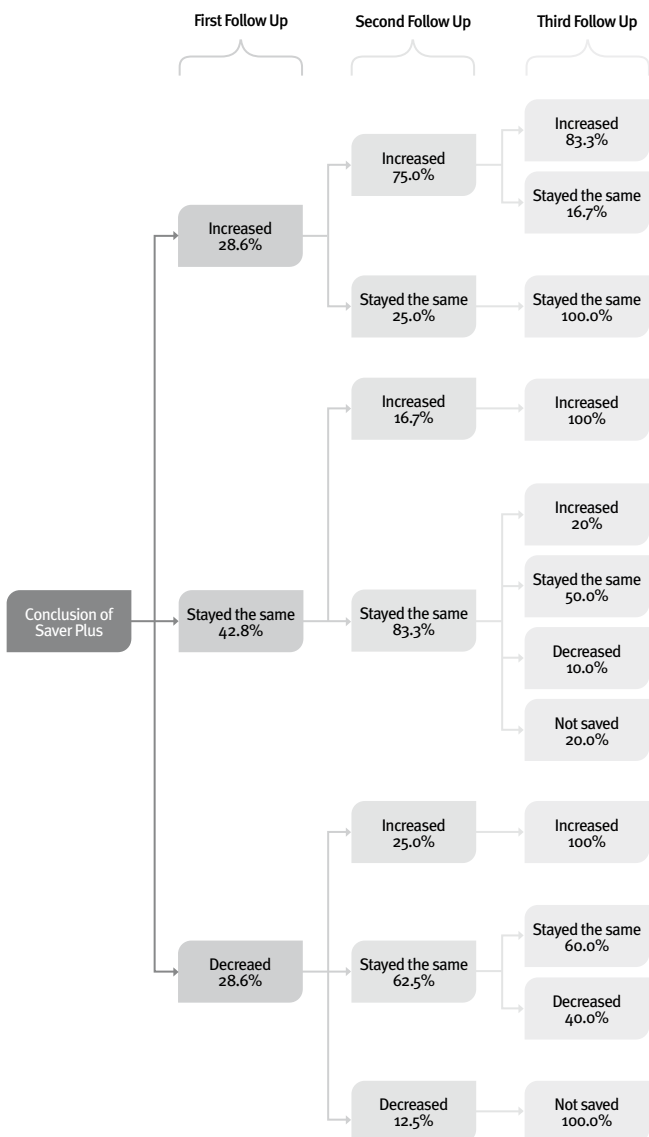 First Follow Up
Second Follow Up
Third Follow Up
Increased
83.3%
Increased
75.0%
Stayed the same
16.7%
Increased
28.6%
Stayed the same
25.0%
Stayed the same
100.0%
Increased
16.7%
Increased
100%
Increased
20%
Stayed the same
50.0%
Conclusion of
Saver Plus
Stayed the same
42.8%
Stayed the same
83.3%
Decreased
10.0%
Not saved
20.0%
Increased
25.0%
Increased
100%
Stayed the same
60.0%
Decreaed
28.6%
Stayed the same
62.5%
Decreased
40.0%
Decreased
12.5%
Not saved
100.0%